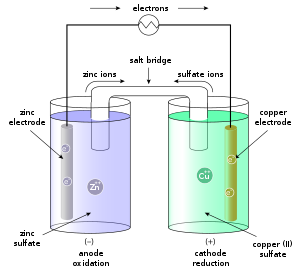 electrons
salt bridge
zinc ions
sulfate ions
zinc
electrode
copper
electrode
Zn++
Cu++
zinc
sulfate
(−)
anode
oxidation
(+)
cathode
reduction
copper (II)
sulfate